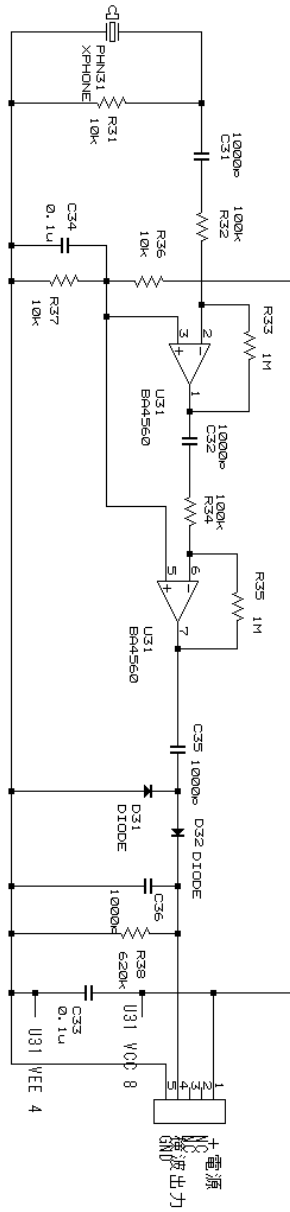 PHN31
XPHONE
R31
10k
1000p
C31
100k
R32
R33
1M
C34
0.1u
R36
10k
R37
10k
2
3
1
U31
BA4560
1000p
C32
100k
R34
R35
1M
6
5
7
U31
BA4560
C35 1000p
D31
DIODE
D32 DIODE
C36
1000p
R38
620k
C33
0.1u
U31 VCC 8
U31 VEE 4
1
2
3
4
5
+ 電源
NC
検波出力
GND